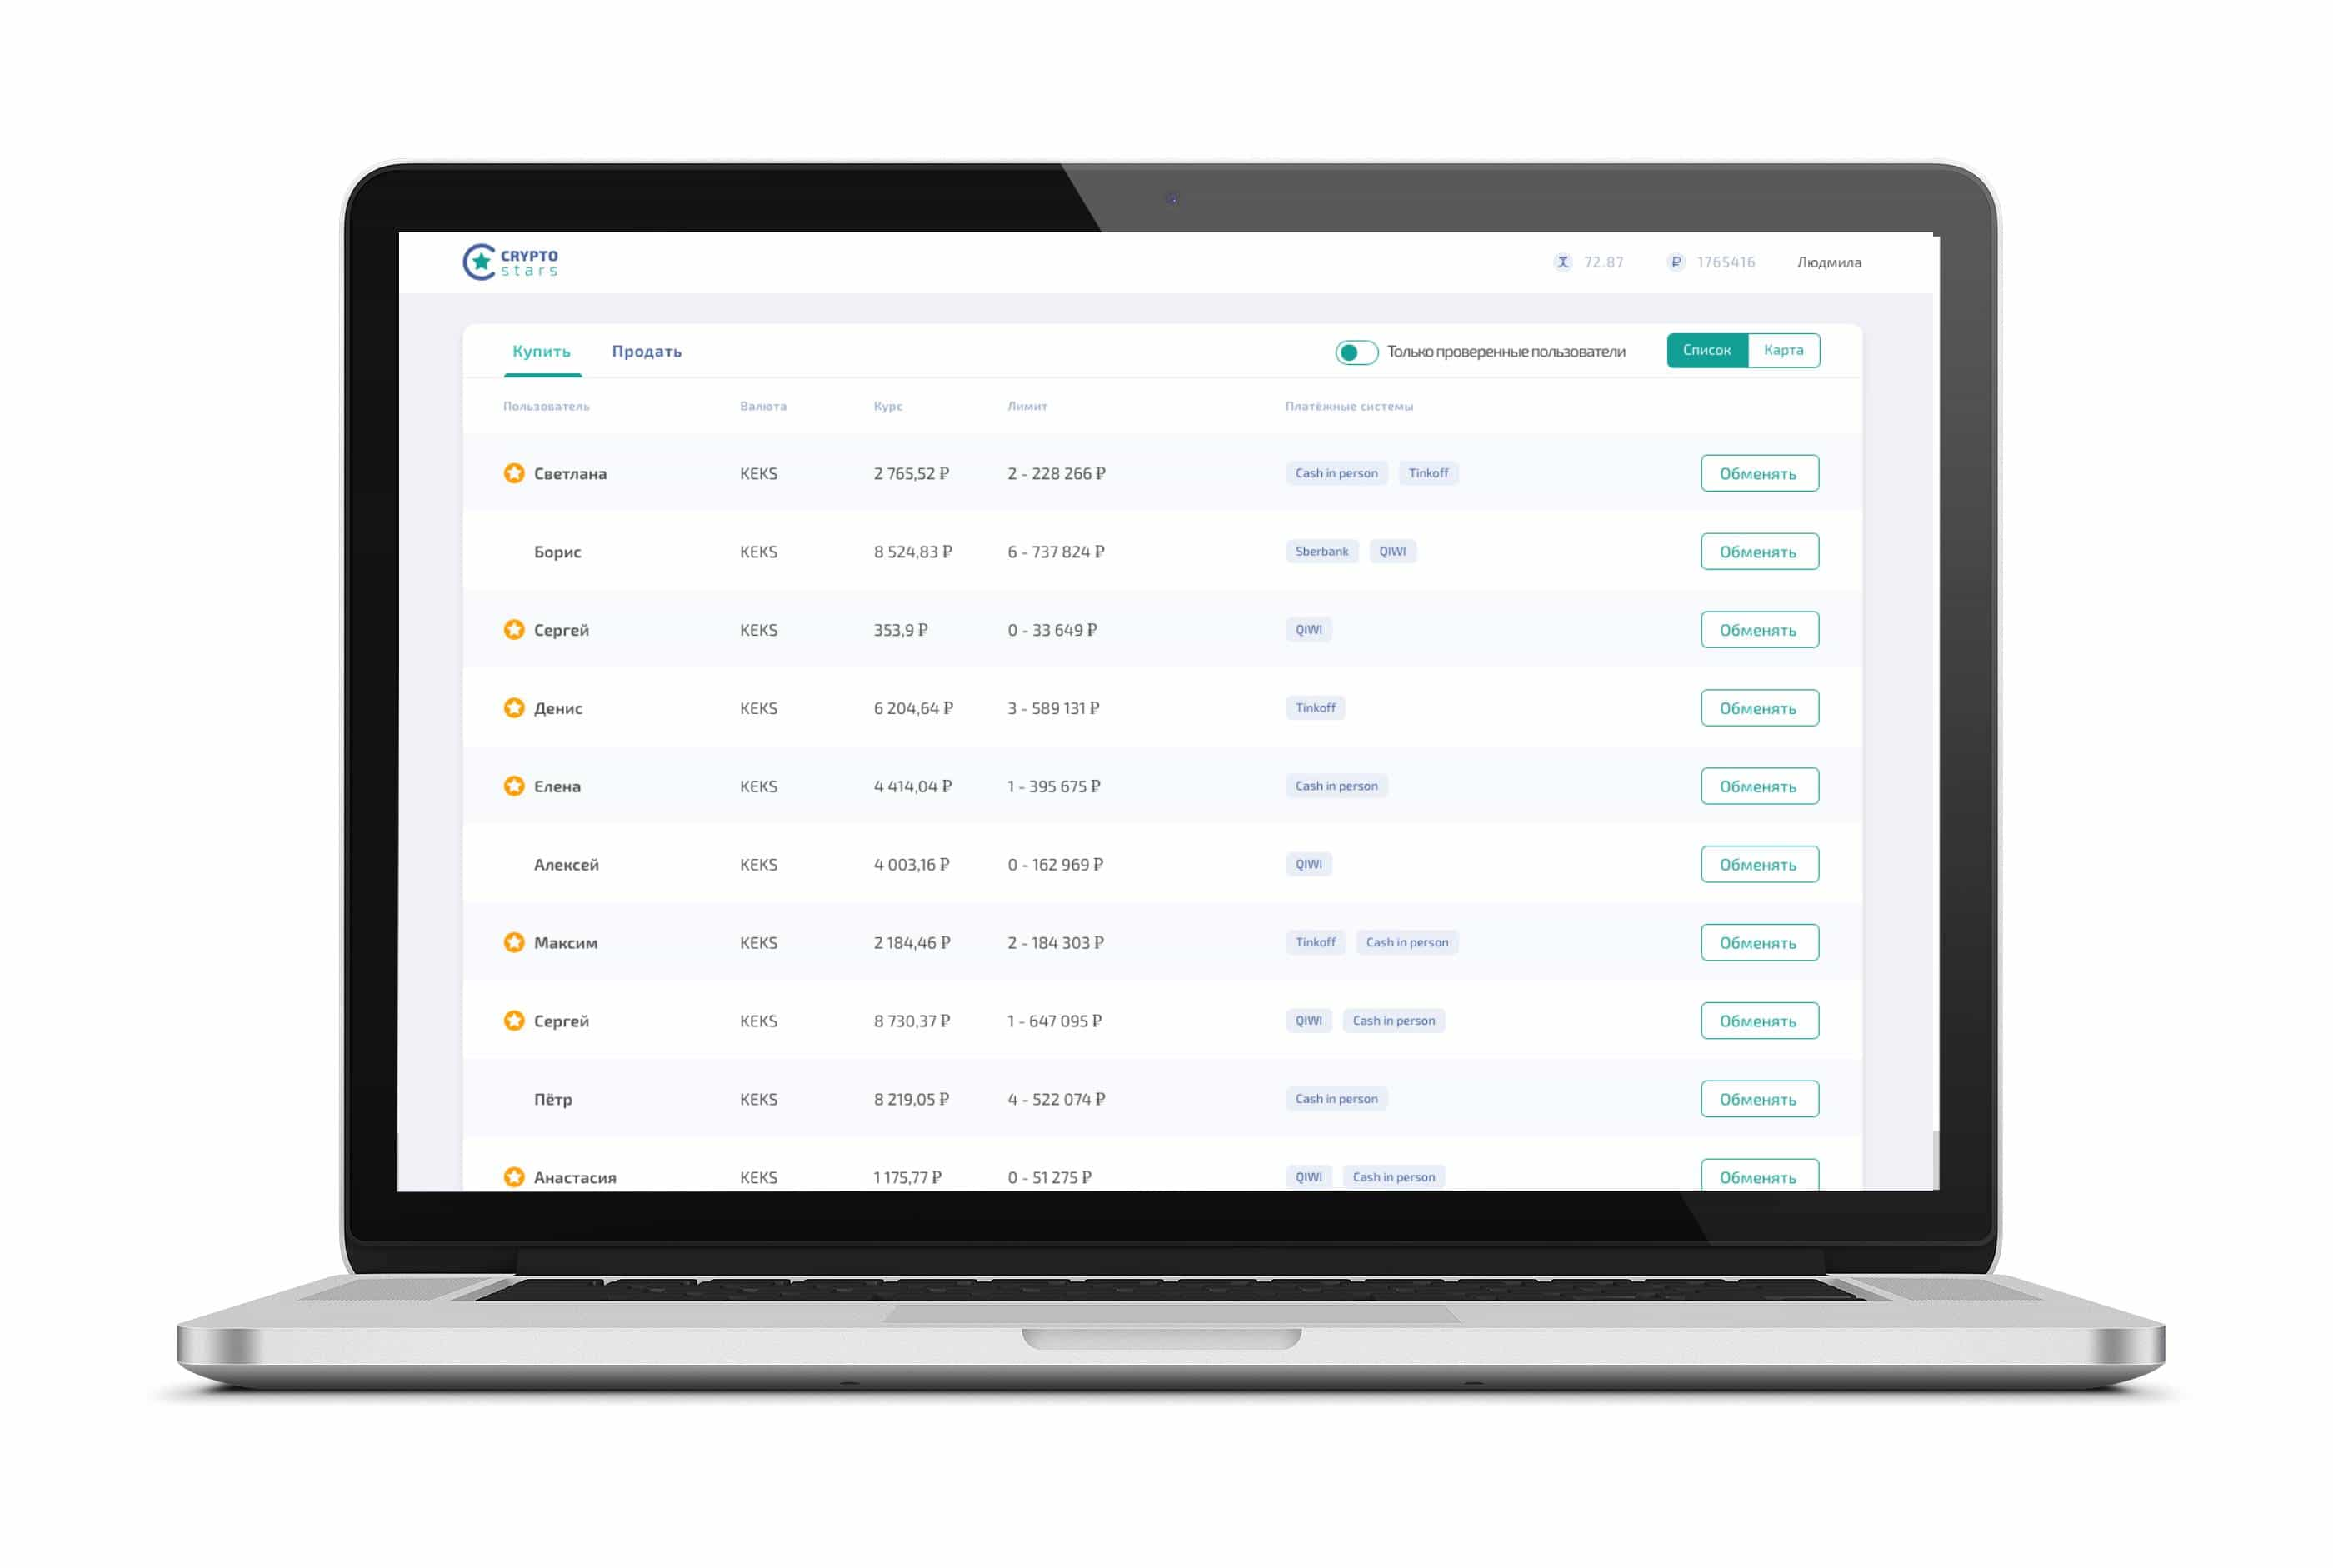 CRYPTO
stars
72.87 ₽ 1765416 Людмила
Купить Продать Только проверенные пользователи Список Карта
Пользователь Валюта Курс Лимит Платёжные системы
Светлана KEKS 2 765,52 ₽ 2 - 228 266 ₽ Cash in person Tinkoff Обменять
Борис KEKS 8 524,83 ₽ 6 - 737 824 ₽ Sberbank QIWI Обменять
Сергей KEKS 353,9 ₽ 0 - 33 649 ₽ QIWI Обменять
Денис KEKS 6 204,64 ₽ 3 - 589 131 ₽ Tinkoff Обменять
Елена KEKS 4 414,04 ₽ 1 - 395 675 ₽ Cash in person Обменять
Алексей KEKS 4 003,16 ₽ 0 - 162 969 ₽ QIWI Обменять
Максим KEKS 2 184,46 ₽ 2 - 184 303 ₽ Tinkoff Cash in person Обменять
Сергей KEKS 8 730,37 ₽ 1 - 647 095 ₽ QIWI Cash in person Обменять
Пётр KEKS 8 219,05 ₽ 4 - 522 074 ₽ Cash in person Обменять
Анастасия KEKS 1 175,77 ₽ 0 - 51 275 ₽ QIWI Cash in person Обменять